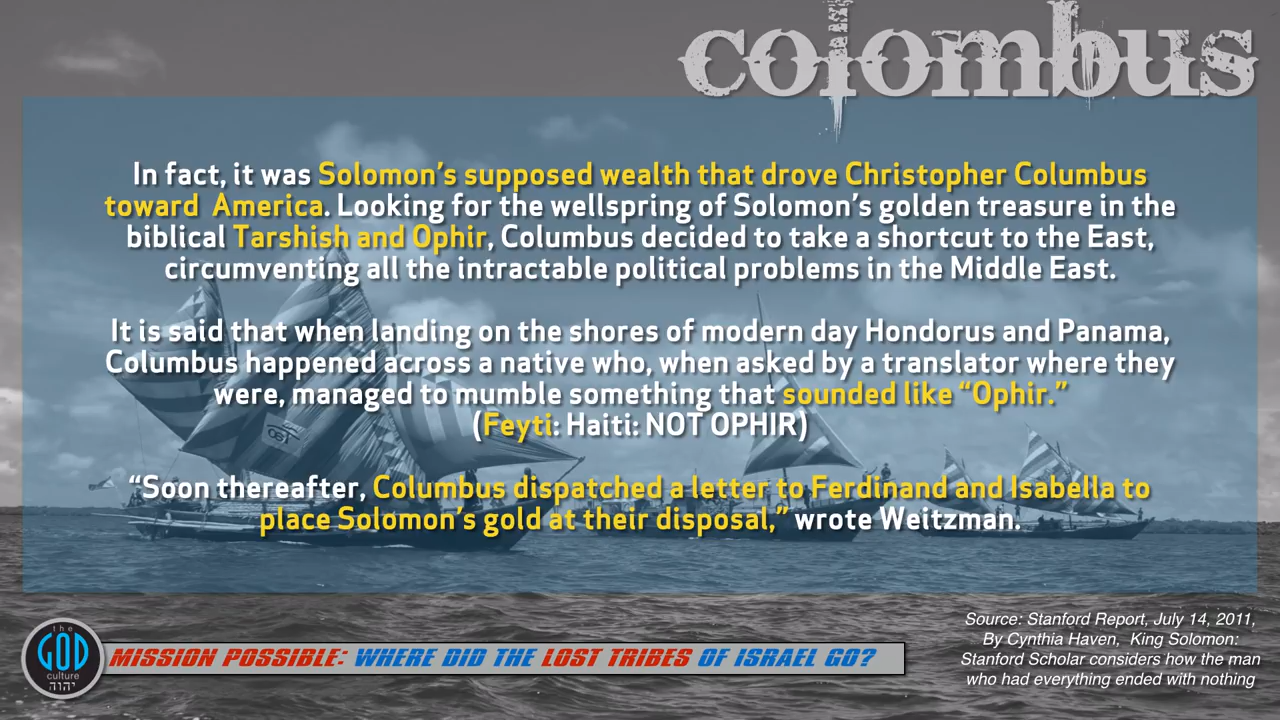 colombus
In fact, it was Solomon's supposed wealth that drove Christopher Columbus
toward  America. Looking for the wellspring of Solomon's golden treasure in the
biblical Tarshish and Ophir, Columbus decided to take a shortcut to the East,
circumventing all the intractable political problems in the Middle East.
It is said that when landing on the shores of modern day Hondorus and Panama,
Columbus happened across a native who, when asked by a translator where they
were, managed to mumble something that sounded like “Ophir.”
(Feyti: Haiti: NOT OPHIR)
“Soon thereafter, Columbus dispatched a letter to Ferdinand and Isabella to
place Solomon's gold at their disposal,” wrote Weitzman.
the
GOD
culture
יהוה
MISSION POSSIBLE: WHERE DID THE LOST TRIBES OF ISRAEL GO?
Source: Stanford Report, July 14, 2011,
By Cynthia Haven,  King Solomon:
Stanford Scholar considers how the man
who had everything ended with nothing